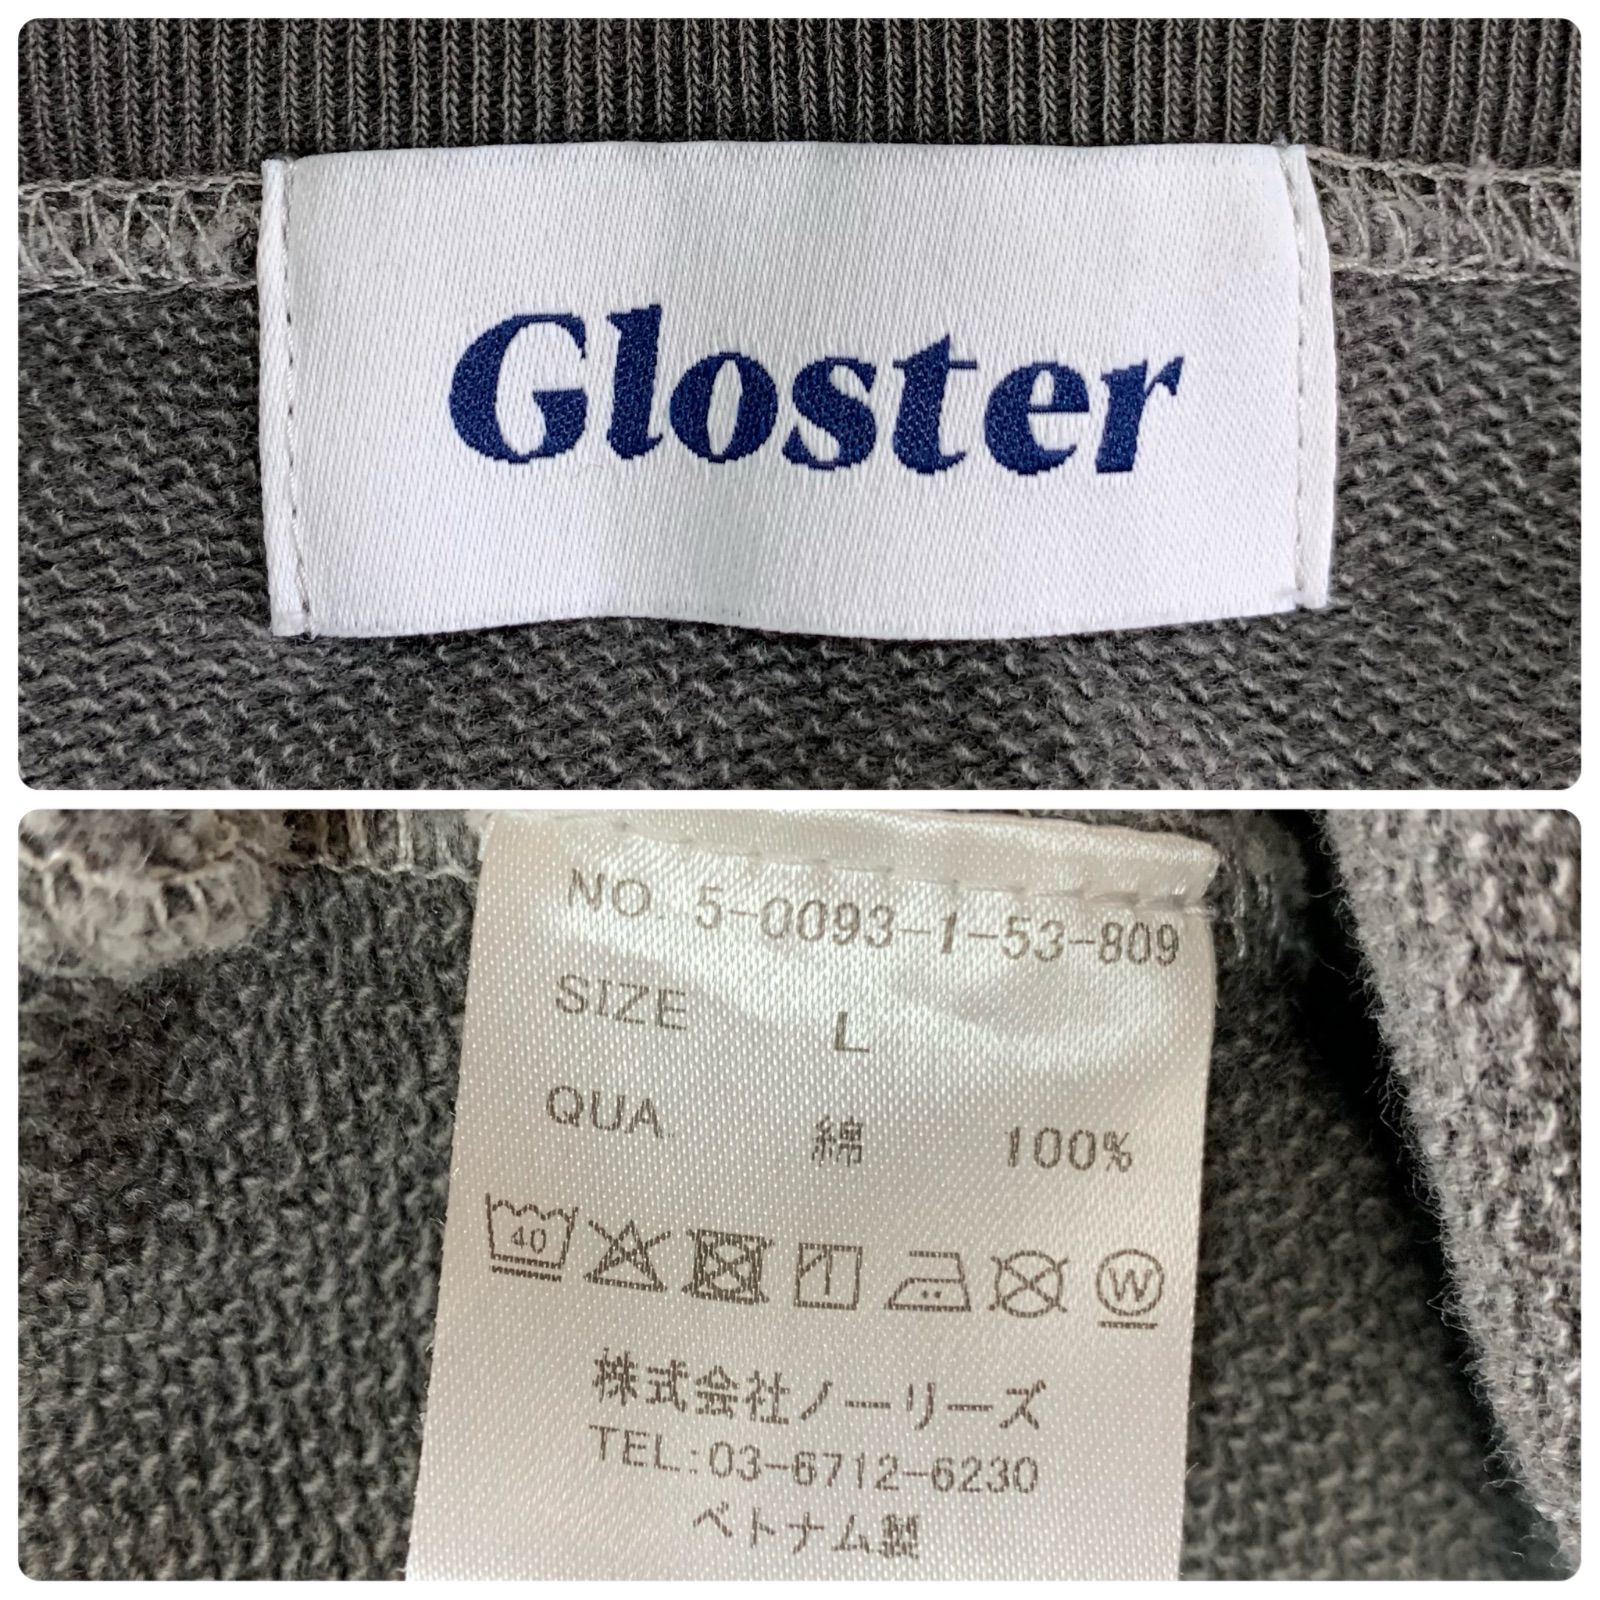 Gloster
NO. 5-0093-1-53-809
SIZE L
QUA. 綿 100%
40 W
株式会社ノーリーズ
TEL:03-6712-6230
ベトナム製